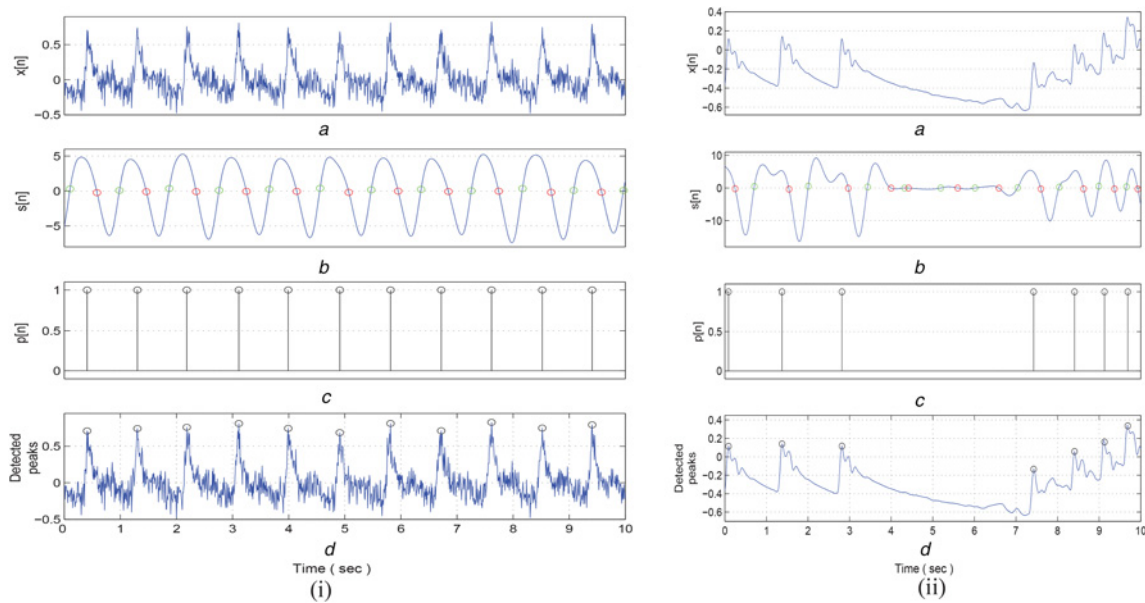 x[n]
0.5
0
−0.5
a
s[n]
5
0
−5
b
p[n]
1
0.5
0
c
Detected
peaks
0.5
0
−0.5
0 1 2 3 4 5 6 7 8 9 10
d
Time ( sec )
(i)
x[n]
0.4
0.2
0
−0.2
−0.4
−0.6
a
s[n]
10
0
−10
b
p[n]
1
0.5
0
c
Detected
peaks
0.4
0.2
0
−0.2
−0.4
−0.6
0 1 2 3 4 5 6 7 8 9 10
d
Time ( sec )
(ii)